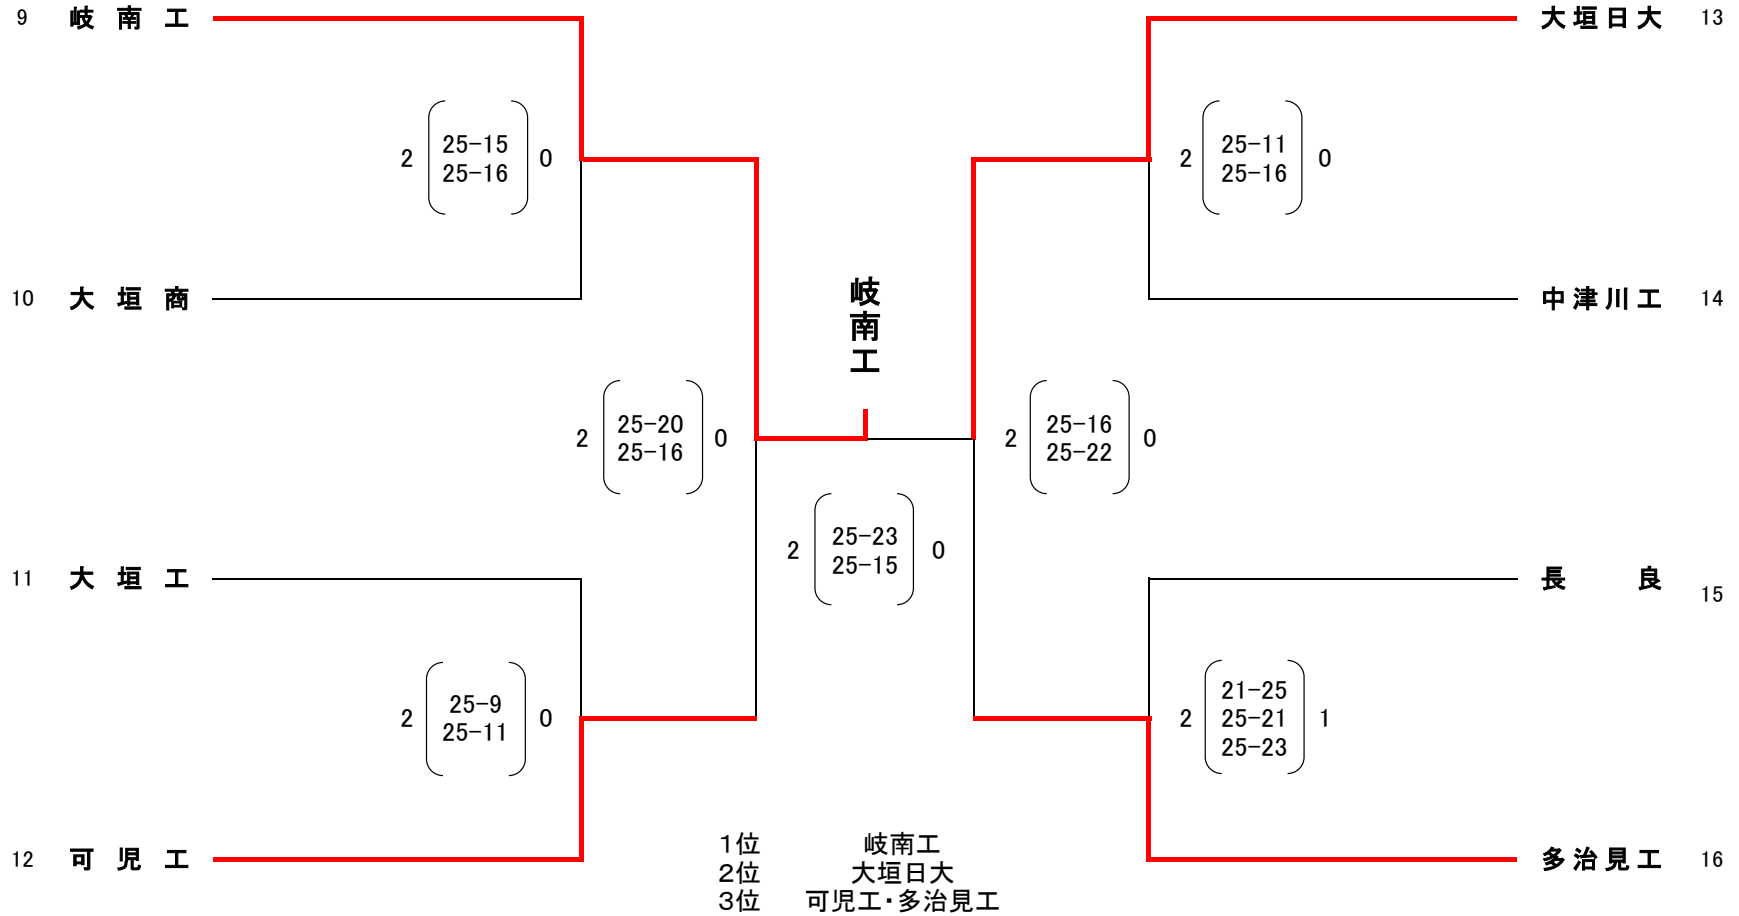 9 岐南工
大垣日大 13
2 25-15 0
25-16
2 25-11 0
25-16
10 大垣商
岐南工
中津川工 14
2 25-20 0
25-16
2 25-16 0
25-22
2 25-23 0
25-15
11 大垣工
長良 15
2 25-9 0
25-11
2 21-25 1
25-21
25-23
12 可児工
多治見工 16
1位 岐南工
2位 大垣日大
3位 可児工・多治見工